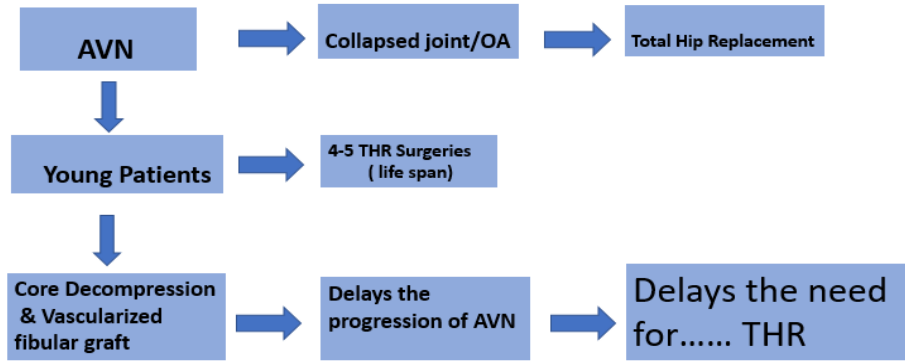 AVN
Collapsed joint/OA
Total Hip Replacement
Young Patients
4-5 THR Surgeries
( life span)
Core Decompression
& Vascularized
fibular graft
Delays the
progression of AVN
Delays the need
for...... THR